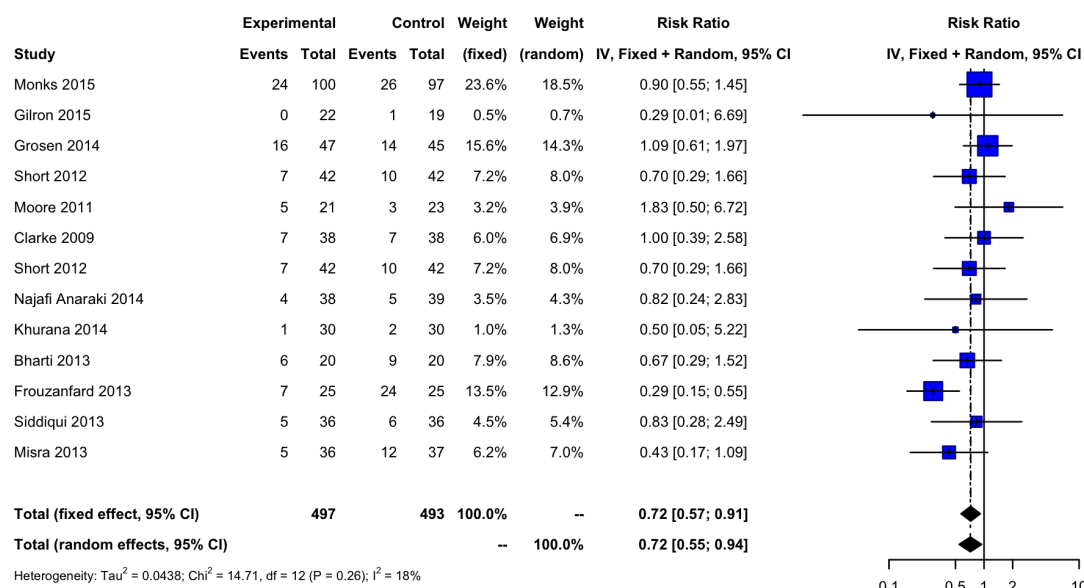 Experimental Control Weight Weight Risk Ratio Risk Ratio
Study Events Total Events Total (fixed) (random) IV, Fixed + Random, 95% CI IV, Fixed + Random, 95% CI
Monks 2015 24 100 26 97 23.6% 18.5% 0.90 [0.55; 1.45]
Gilron 2015 0 22 1 19 0.5% 0.7% 0.29 [0.01; 6.69]
Grosen 2014 16 47 14 45 15.6% 14.3% 1.09 [0.61; 1.97]
Short 2012 7 42 10 42 7.2% 8.0% 0.70 [0.29; 1.66]
Moore 2011 5 21 3 23 3.2% 3.9% 1.83 [0.50; 6.72]
Clarke 2009 7 38 7 38 6.0% 6.9% 1.00 [0.39; 2.58]
Short 2012 7 42 10 42 7.2% 8.0% 0.70 [0.29; 1.66]
Najafi Anaraki 2014 4 38 5 39 3.5% 4.3% 0.82 [0.24; 2.83]
Khurana 2014 1 30 2 30 1.0% 1.3% 0.50 [0.05; 5.22]
Bharti 2013 6 20 9 20 7.9% 8.6% 0.67 [0.29; 1.52]
Frouzanfard 2013 7 25 24 25 13.5% 12.9% 0.29 [0.15; 0.55]
Siddiqui 2013 5 36 6 36 4.5% 5.4% 0.83 [0.28; 2.49]
Misra 2013 5 36 12 37 6.2% 7.0% 0.43 [0.17; 1.09]
Total (fixed effect, 95% CI) 497 493 100.0% -- 0.72 [0.57; 0.91]
Total (random effects, 95% CI) -- 100.0% 0.72 [0.55; 0.94]
Heterogeneity: Tau² = 0.0438; Chi² = 14.71, df = 12 (P = 0.26); I² = 18%
0.1 0.5 1 2 10